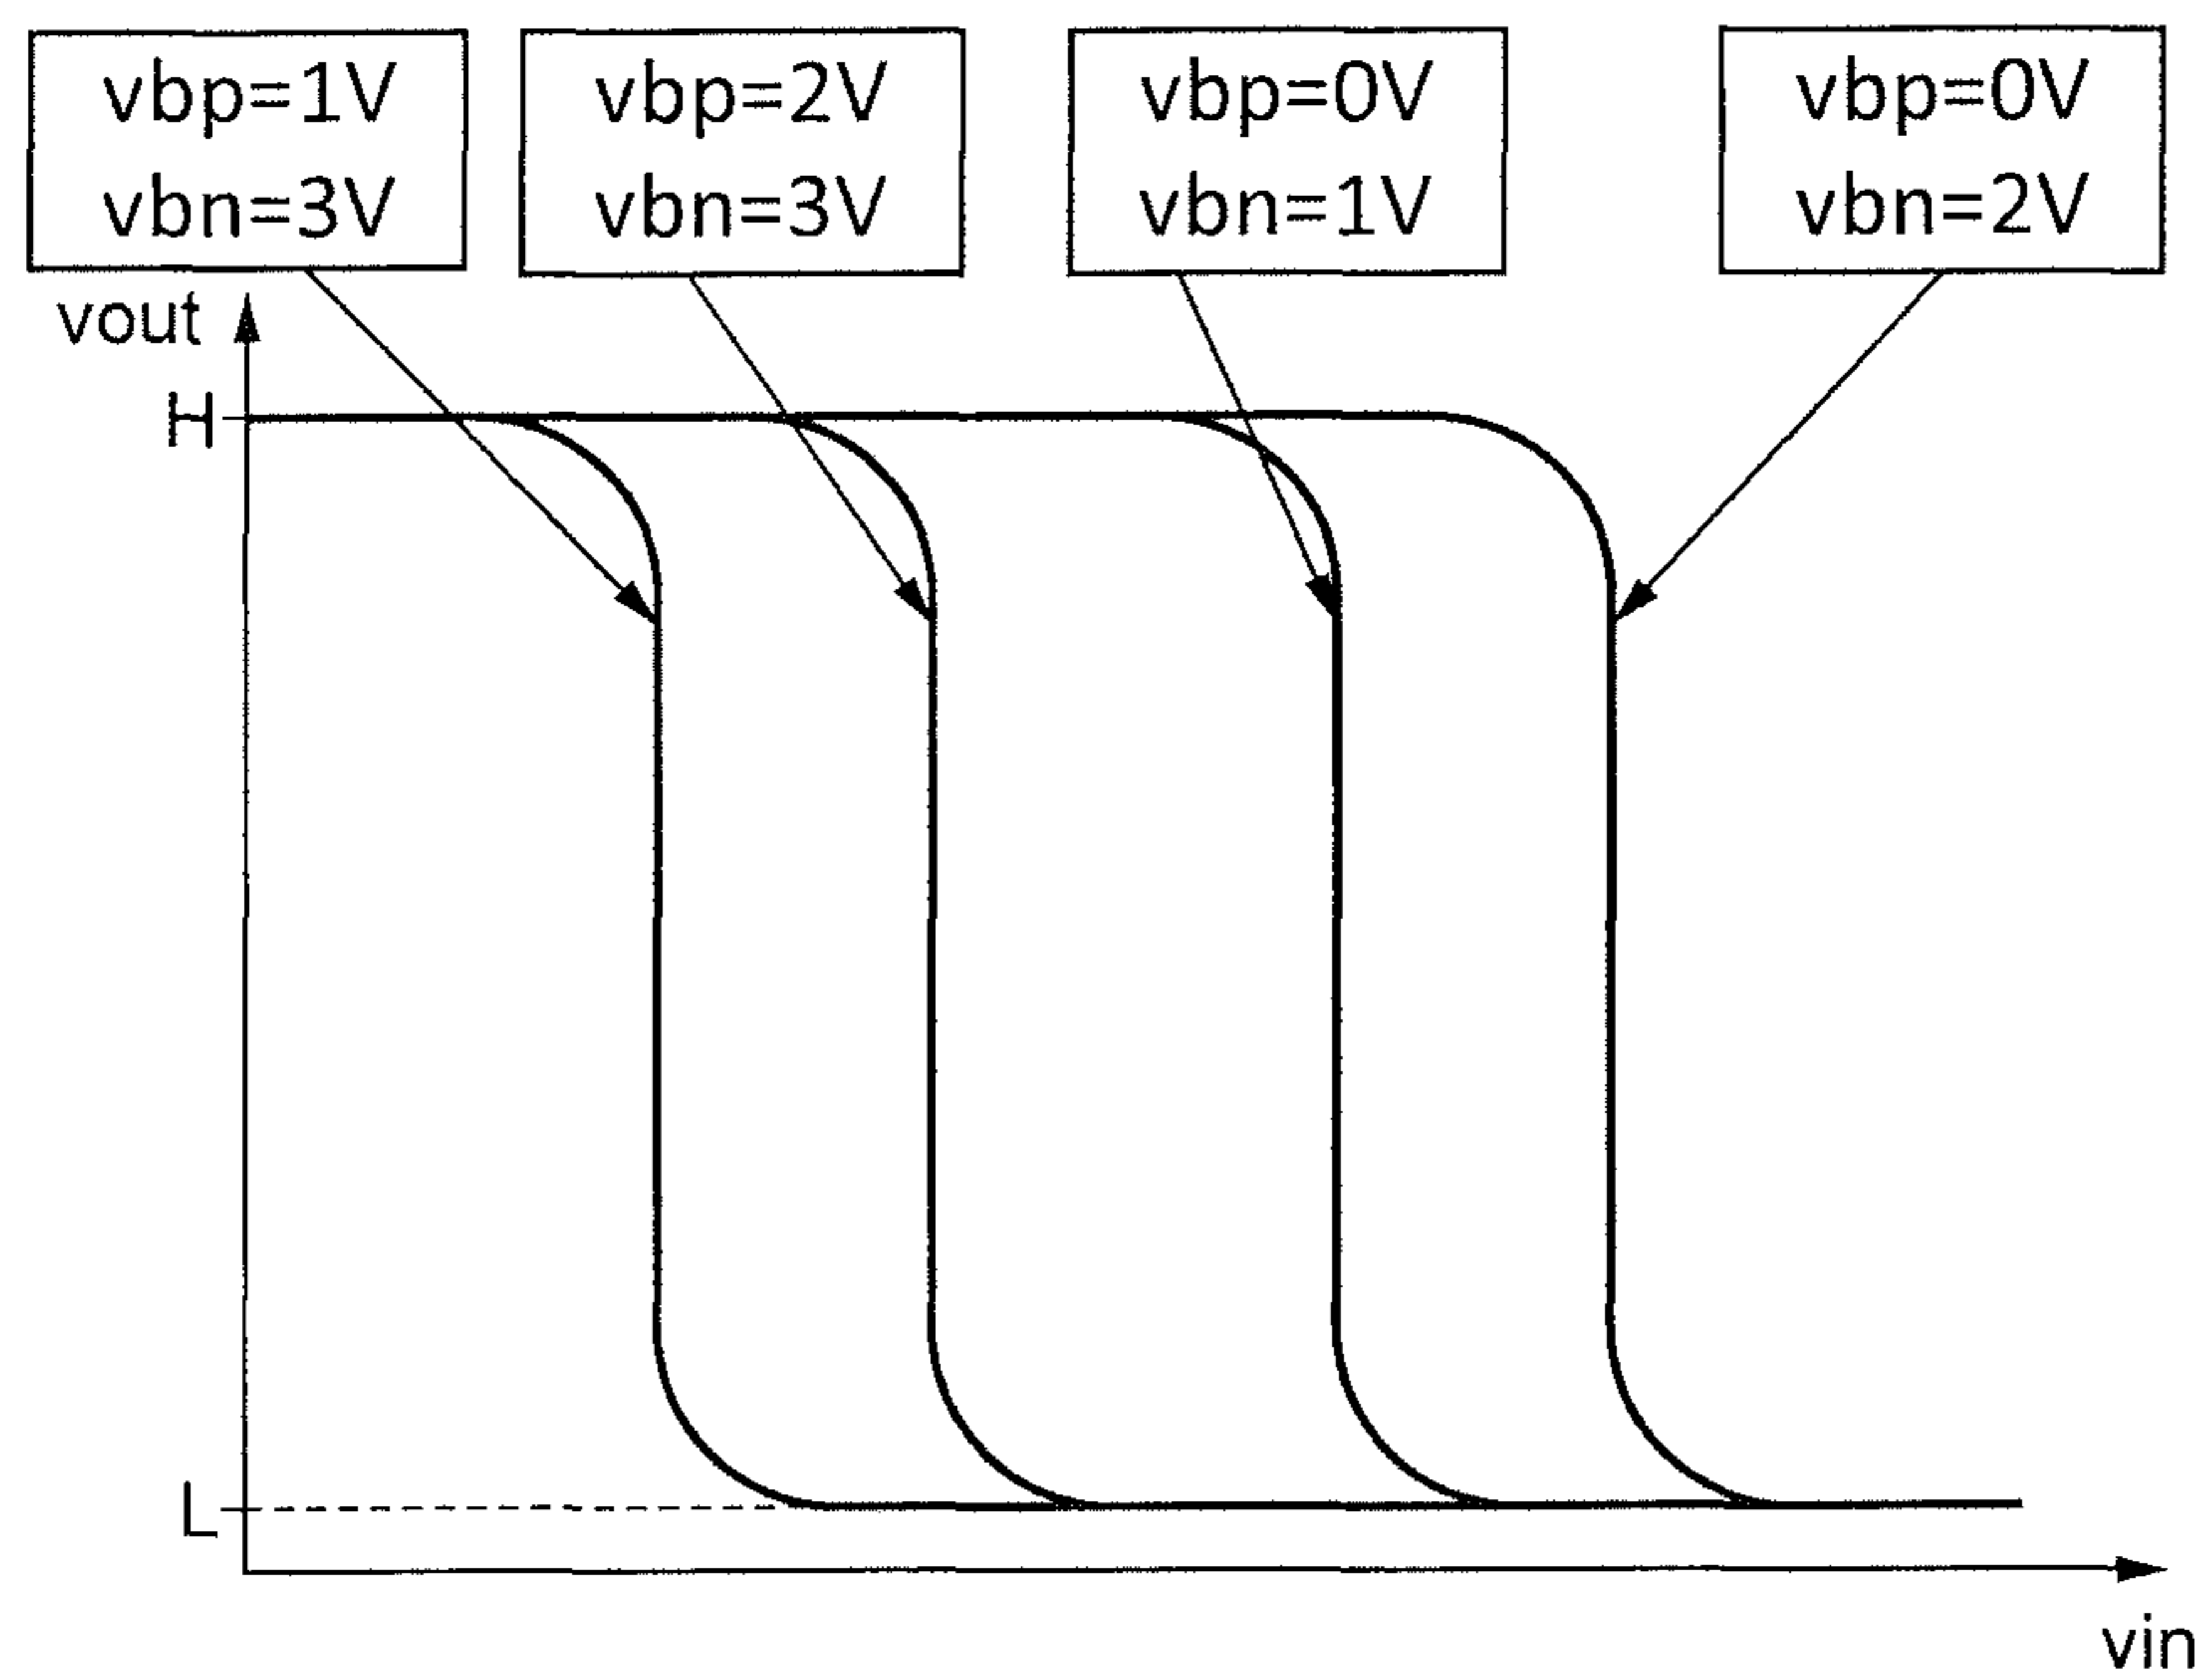 vbp=1V
vbn=3V
vbp=2V
vbn=3V
vbp=0V
vbn=1V
vbp=0V
vbn=2V
vout
H
L
vin